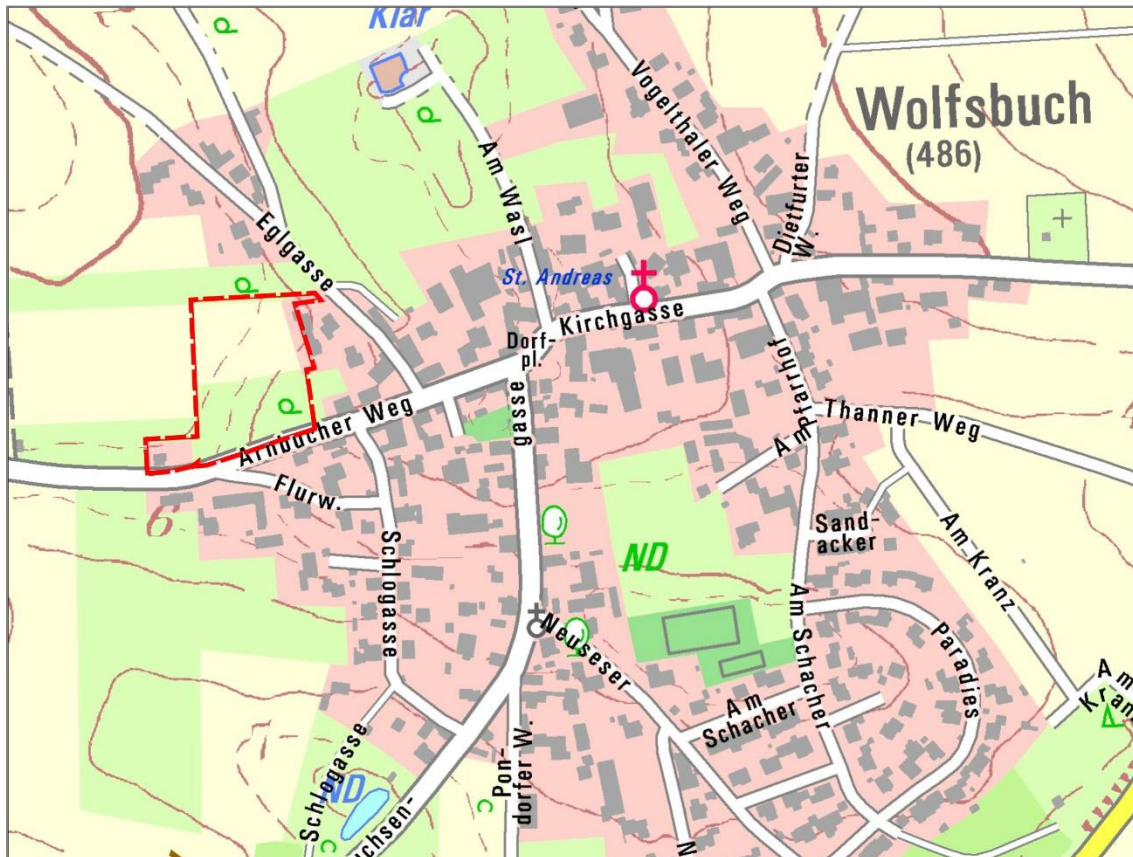 Klär
Wolfsbuch
(486)
Vogelthaler Weg
Am Wasl
Dietfurter
W.
Eglgasse
St. Andreas
Kirchgasse
Dorf-
pl.
gasse
Am Pfarrhof
Thanner Weg
Arnbucher Weg
Flurw.
6
Sand-
acker
Am Kranz
ND
Schlogasse
Am Schacher
Paradies
Neuseser
Am
Schacher
Am
Kran
Schlogasse
ND
Pon-
dorfer W.
chsen-
N